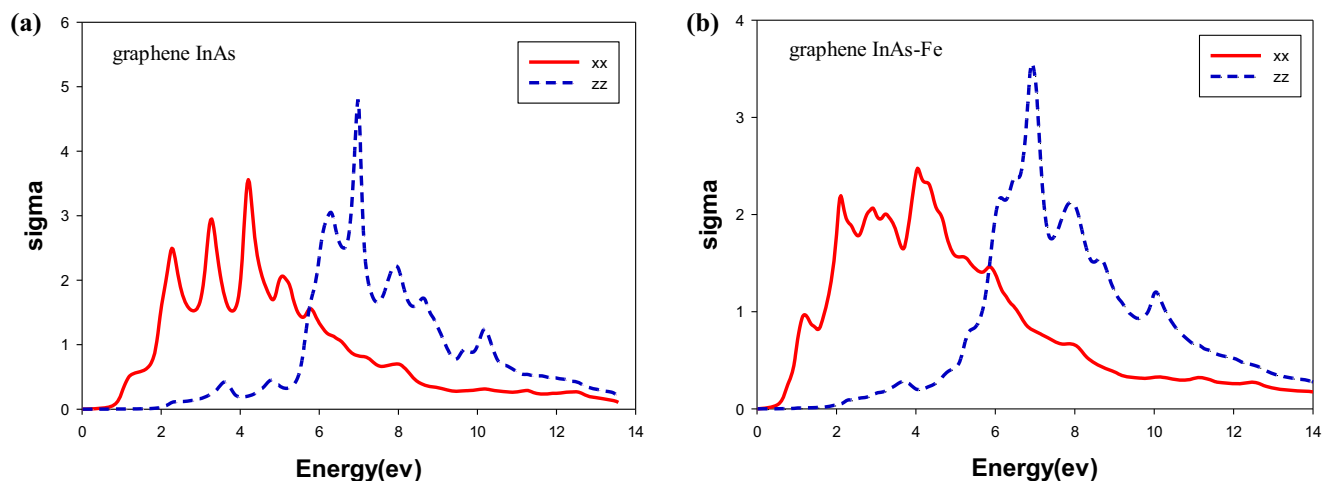 (a)
graphene InAs
xx
zz
sigma
6
5
4
3
2
1
0
0 2 4 6 8 10 12 14
Energy(ev)
(b)
graphene InAs-Fe
xx
zz
sigma
4
3
2
1
0
0 2 4 6 8 10 12 14
Energy(ev)